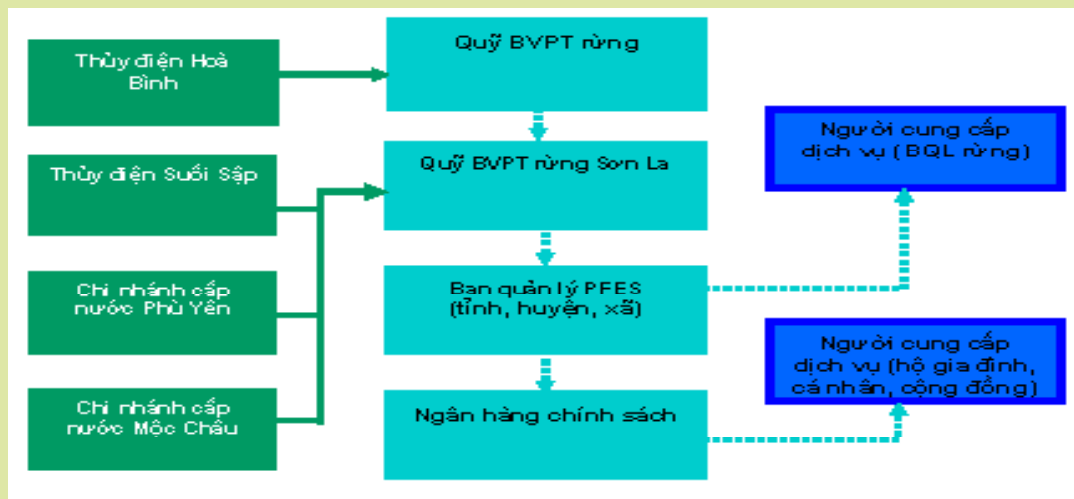 Thủy điện Hoà
Bình
Thủy điện Suối Sập
Chi nhánh cấp
nước Phù Yên
Chi nhánh cấp
nước Mộc Châu
Quỹ BVPT rừng
Quỹ BVPT rừng Sơn La
Ban quản lý PFES
(tỉnh, huyện, xã)
Ngân hàng chính sách
Người cung cấp
dịch vụ (BQL rừng)
Người cung cấp
dịch vụ (hộ gia đình,
cá nhân, cộng đồng)